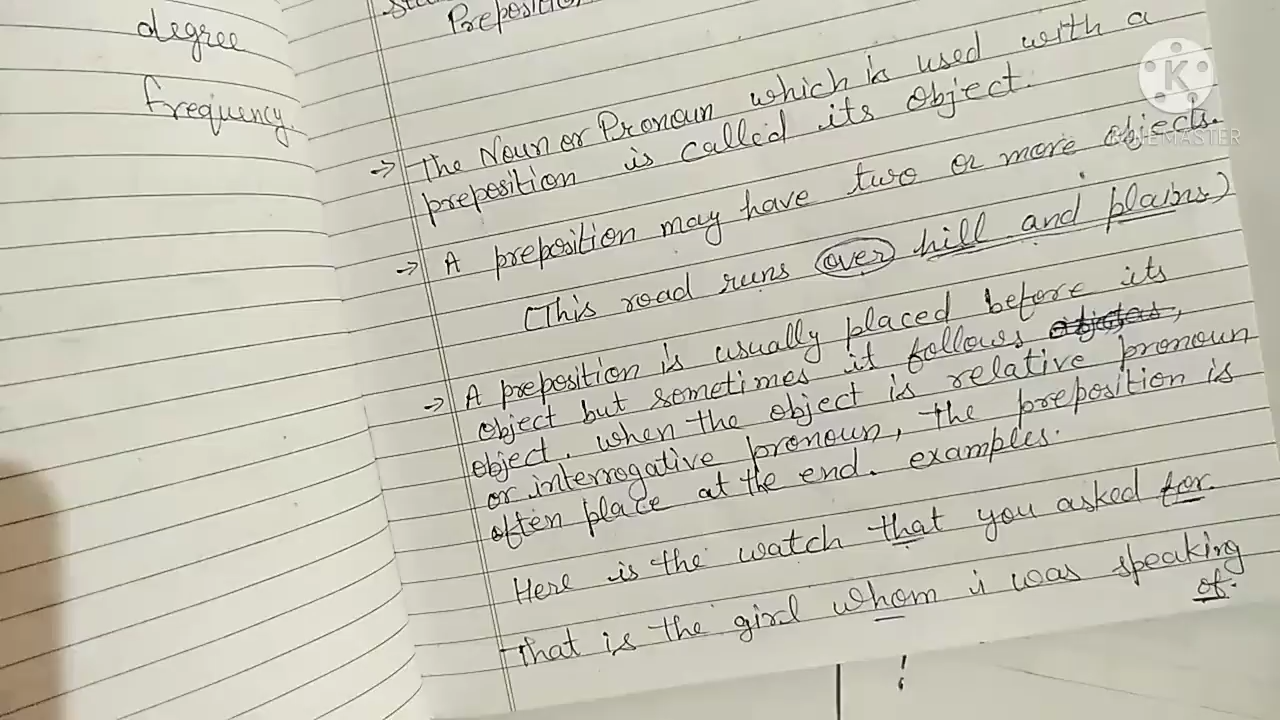 degree
frequency
→ The Noun or Pronoun which is used with a
preposition is called its object.
→ A preposition may have two or more objects.
(This road runs over hill and plains)
→ A preposition is usually placed before its
object but sometimes it follows
object. when the object is relative pronoun
or interrogative pronoun, the preposition is
often place at the end. examples.
Here is the watch that you asked for.
That is the girl whom i was speaking
of.
K